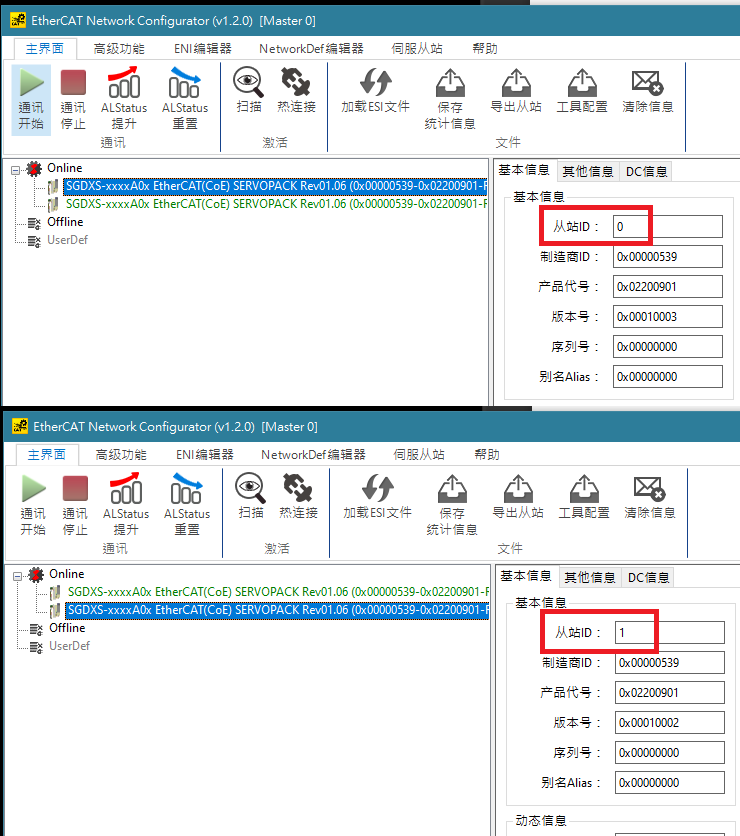 EtherCAT Network Configurator (v1.2.0) [Master 0]
主界面 高级功能 ENI编辑器 NetworkDef编辑器 伺服从站 帮助
通讯开始 通讯停止 ALStatus提升 ALStatus重置 扫描 热连接 加载ESI文件 保存统计信息 导出从站 工具配置 清除信息
通讯 激活 文件
Online
SGDXS-xxxxA0x EtherCAT(CoE) SERVOPACK Rev01.06 (0x00000539-0x02200901-
SGDXS-xxxxA0x EtherCAT(CoE) SERVOPACK Rev01.06 (0x00000539-0x02200901-
Offline
UserDef
基本信息 其他信息 DC信息
基本信息
从站ID： 0
制造商ID： 0x00000539
产品代号： 0x02200901
版本号： 0x00010003
序列号： 0x00000000
别名Alias： 0x00000000
EtherCAT Network Configurator (v1.2.0) [Master 0]
主界面 高级功能 ENI编辑器 NetworkDef编辑器 伺服从站 帮助
通讯开始 通讯停止 ALStatus提升 ALStatus重置 扫描 热连接 加载ESI文件 保存统计信息 导出从站 工具配置 清除信息
通讯 激活 文件
Online
SGDXS-xxxxA0x EtherCAT(CoE) SERVOPACK Rev01.06 (0x00000539-0x02200901-
SGDXS-xxxxA0x EtherCAT(CoE) SERVOPACK Rev01.06 (0x00000539-0x02200901-
Offline
UserDef
基本信息 其他信息 DC信息
基本信息
从站ID： 1
制造商ID： 0x00000539
产品代号： 0x02200901
版本号： 0x00010002
序列号： 0x00000000
别名Alias： 0x00000000
动态信息